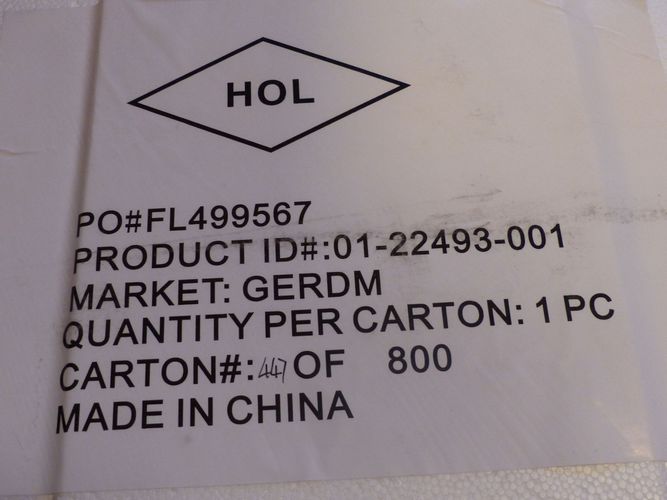 HOL
PO#FL499567
PRODUCT ID#:01-22493-001
MARKET: GERDM
QUANTITY PER CARTON: 1 PC
CARTON#:447 OF 800
MADE IN CHINA